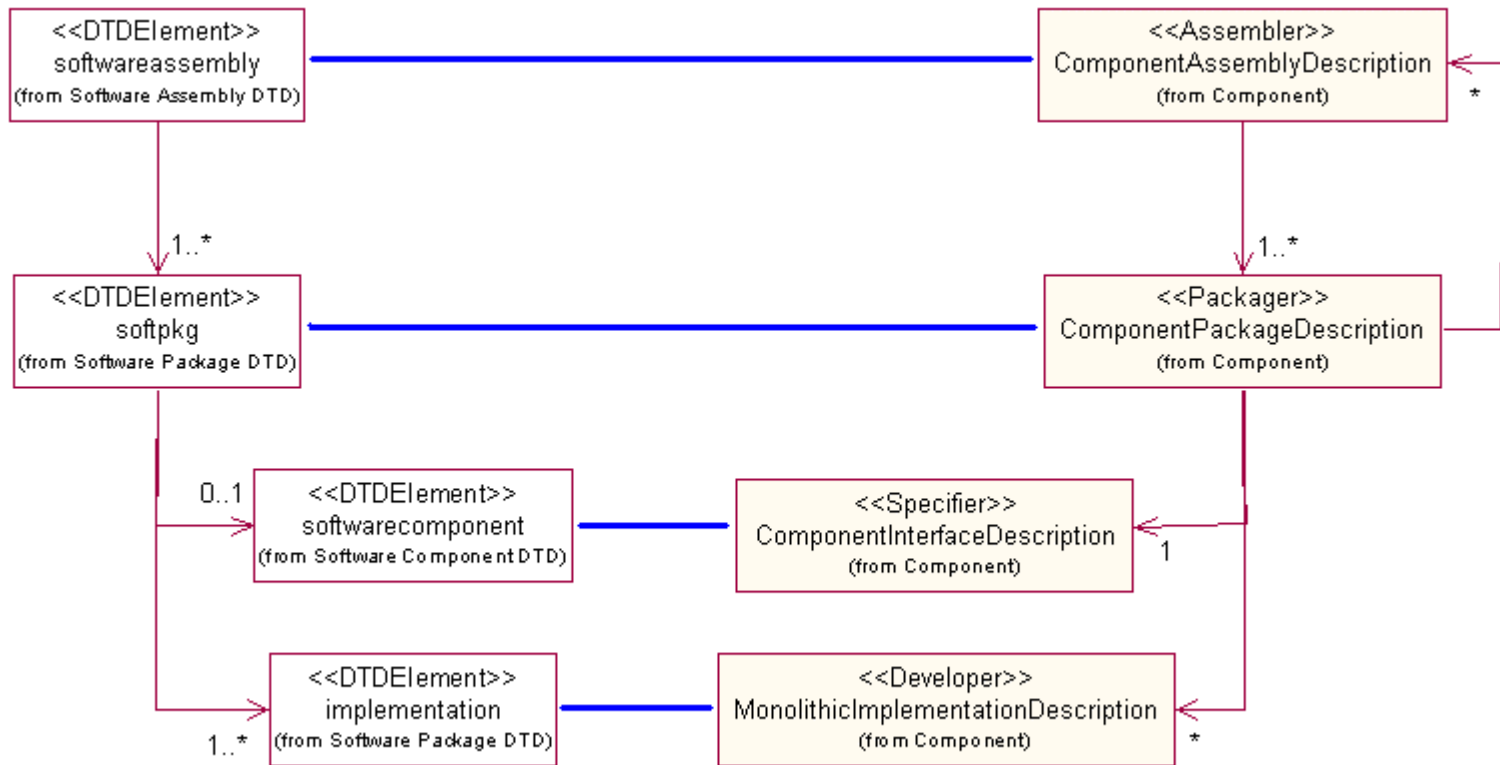 <<DTDElement>>
softwareassembly
(from Software Assembly DTD)
<<Assembler>>
ComponentAssemblyDescription
(from Component)
*
1..*
1..*
<<DTDElement>>
softpkg
(from Software Package DTD)
<<Packager>>
ComponentPackageDescription
(from Component)
0..1
<<DTDElement>>
softwarecomponent
(from Software Component DTD)
<<Specifier>>
ComponentInterfaceDescription
(from Component)
1
<<DTDElement>>
implementation
(from Software Package DTD)
1..*
<<Developer>>
MonolithicImplementationDescription
(from Component)
*